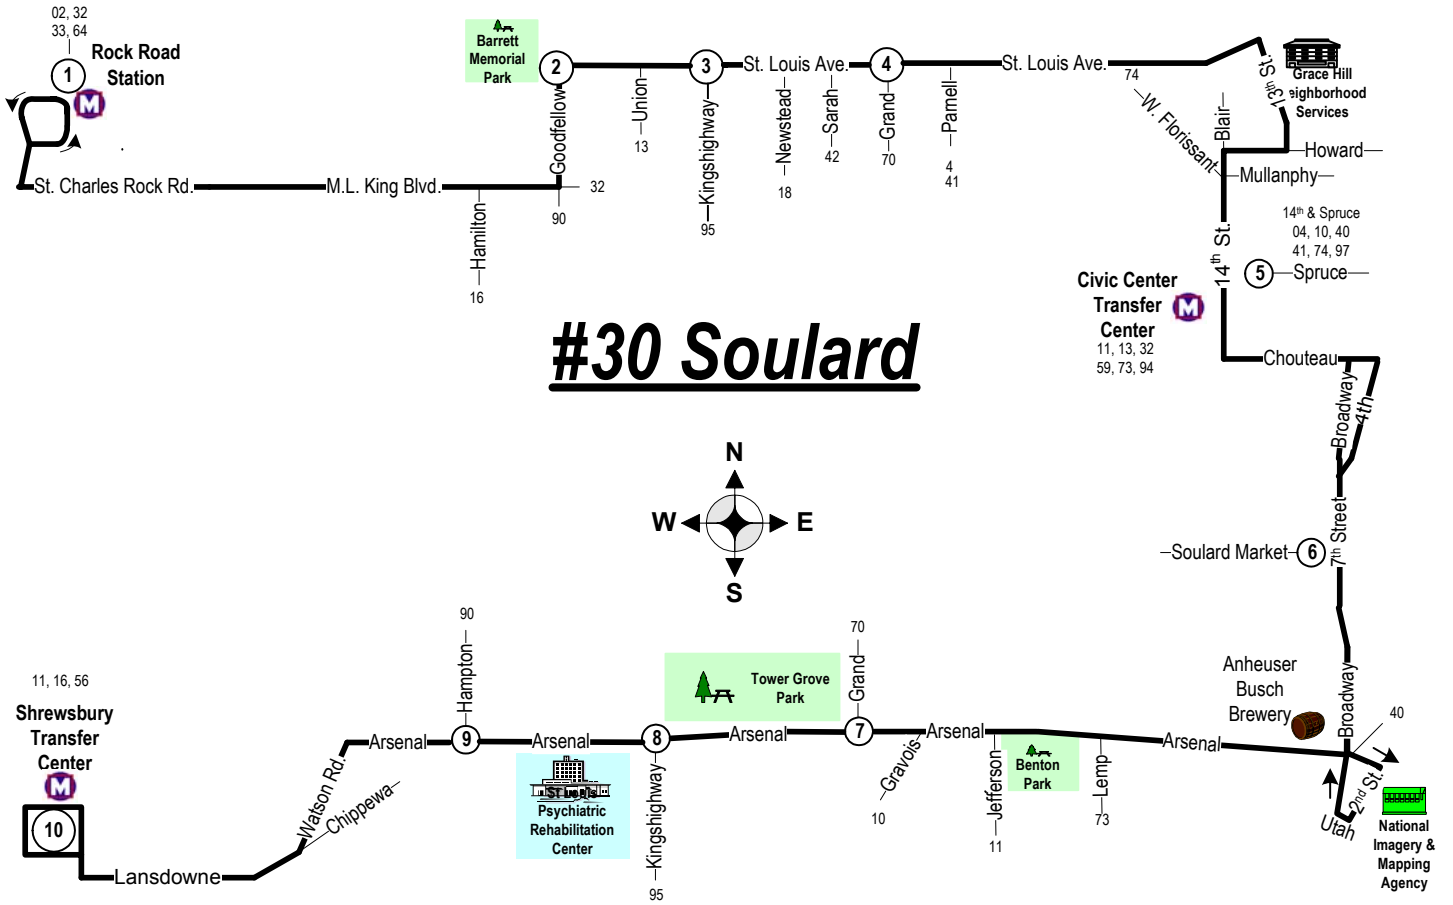 02, 32
33, 64
1
Rock Road
Station
M
St. Charles Rock Rd.
M.L. King Blvd.
Hamilton
16
Goodfellow
32
90
Barrett
Memorial
Park
2
Union
13
3
Kingshighway
95
St. Louis Ave.
Newstead
18
Sarah
42
4
Grand
70
Parnell
4
41
St. Louis Ave.
74
W. Florissant
Blair
13th St.
Grace Hill
eighborhood
Services
Howard
Mullanphy
14th St.
14th & Spruce
04, 10, 40
41, 74, 97
5
Spruce
Civic Center
Transfer
Center
M
11, 13, 32
59, 73, 94
Chouteau
Broadway
4th
#30 Soulard
N
W
E
S
7th Street
Soulard Market
6
Anheuser
Busch
Brewery
Broadway
40
2nd St.
Utah
National
Imagery &
Mapping
Agency
Arsenal
Lemp
73
Benton
Park
Jefferson
11
Arsenal
Gravois
10
70
Grand
7
Tower Grove
Park
Arsenal
8
Kingshighway
95
Arsenal
ST Louis
Psychiatric
Rehabilitation
Center
90
Hampton
9
Arsenal
Watson Rd.
Chippewa
Lansdowne
11, 16, 56
Shrewsbury
Transfer
Center
M
10